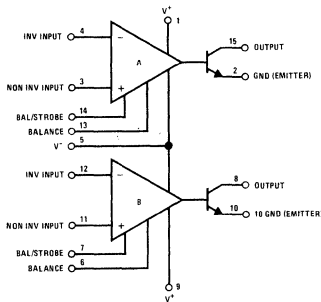 V+
1
INV INPUT 4
-
15 OUTPUT
A
2 GND (EMITTER)
NON INV INPUT 3
+
BAL/STROBE 14
BALANCE 13
V- 5
INV INPUT 12
-
8 OUTPUT
B
10 10 GND (EMITTER
NON INV INPUT 11
+
BAL/STROBE 7
BALANCE 6
9
V+